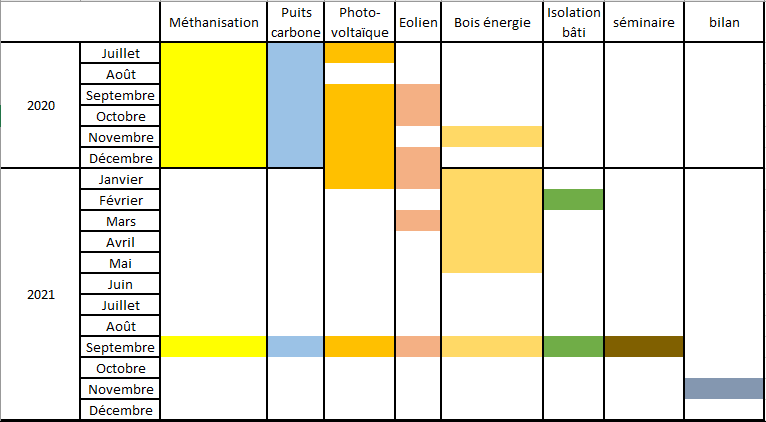 Méthanisation Puits carbone Photo-voltaïque Eolien Bois énergie Isolation bâti séminaire bilan
2020
Juillet
Août
Septembre
Octobre
Novembre
Décembre
2021
Janvier
Février
Mars
Avril
Mai
Juin
Juillet
Août
Septembre
Octobre
Novembre
Décembre